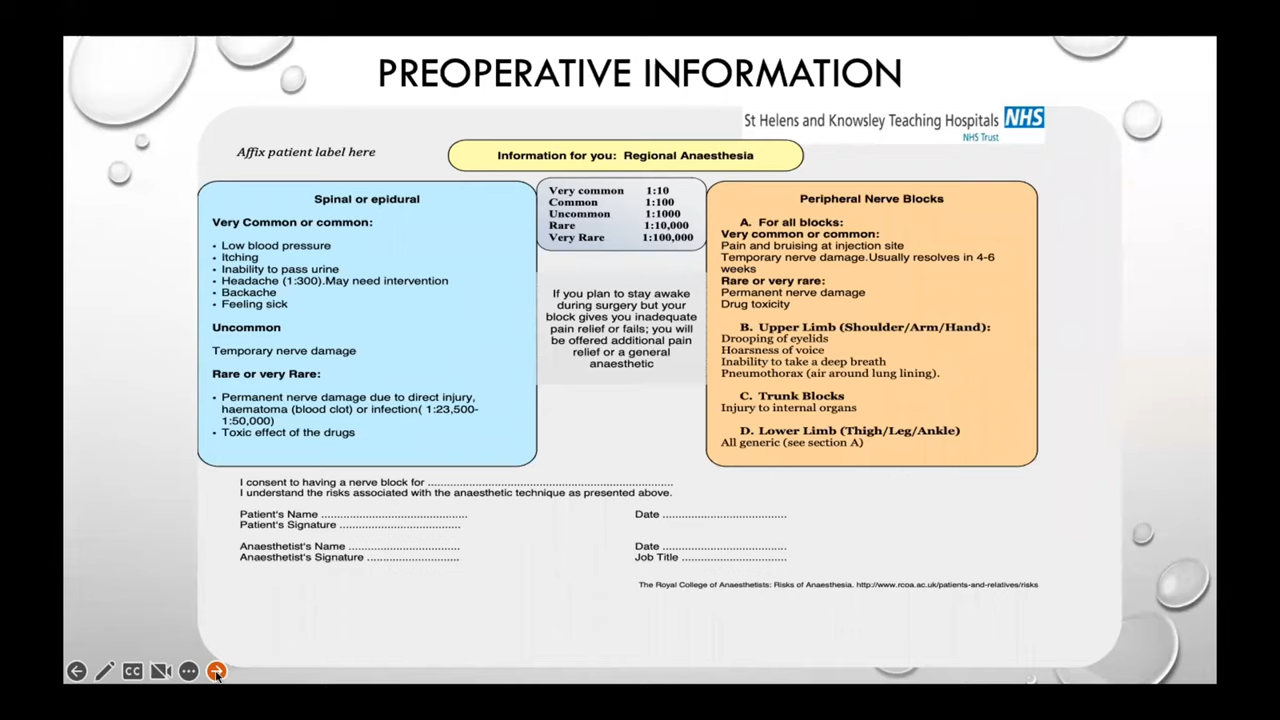 PREOPERATIVE INFORMATION
St Helens and Knowsley Teaching Hospitals NHS
NHS Trust
Affix patient label here
Information for you: Regional Anaesthesia
Spinal or epidural
Very Common or common:
• Low blood pressure
• Itching
• Inability to pass urine
• Headache (1:300).May need intervention
• Backache
• Feeling sick
Uncommon
Temporary nerve damage
Rare or very Rare:
• Permanent nerve damage due to direct injury,
haematoma (blood clot) or infection( 1:23,500-
1:50,000)
• Toxic effect of the drugs
Very common 1:10
Common 1:100
Uncommon 1:1000
Rare 1:10,000
Very Rare 1:100,000
If you plan to stay awake
during surgery but your
block gives you inadequate
pain relief or fails; you will
be offered additional pain
relief or a general
anaesthetic
Peripheral Nerve Blocks
A. For all blocks:
Very common or common:
Pain and bruising at injection site
Temporary nerve damage.Usually resolves in 4-6
weeks
Rare or very rare:
Permanent nerve damage
Drug toxicity
B. Upper Limb (Shoulder/Arm/Hand):
Drooping of eyelids
Hoarsness of voice
Inability to take a deep breath
Pneumothorax (air around lung lining).
C. Trunk Blocks
Injury to internal organs
D. Lower Limb (Thigh/Leg/Ankle)
All generic (see section A)
I consent to having a nerve block for ....................................................................
I understand the risks associated with the anaesthetic technique as presented above.
Patient's Name .......................................... Date ...................................
Patient's Signature ...................................
Anaesthetist's Name ................................ Date ...................................
Anaesthetist's Signature .......................... Job Title ..............................
The Royal College of Anaesthetists: Risks of Anaesthesia. http://www.rcoa.ac.uk/patients-and-relatives/risks
CC